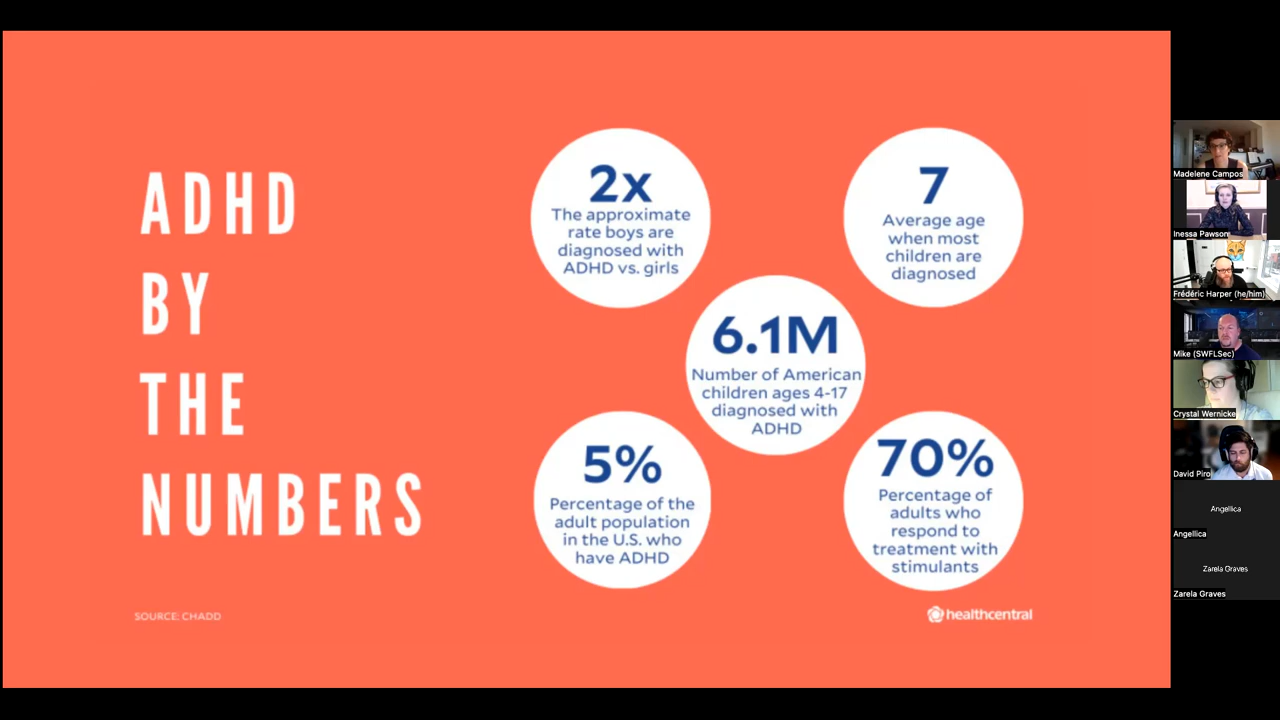 ADHD
BY
THE
NUMBERS
2x
The approximate
rate boys are
diagnosed with
ADHD vs. girls
7
Average age
when most
children are
diagnosed
6.1M
Number of American
children ages 4-17
diagnosed with
ADHD
5%
Percentage of the
adult population
in the U.S. who
have ADHD
70%
Percentage of
adults who
respond to
treatment with
stimulants
SOURCE: CHADD
healthcentral
Madelene Campos
Inessa Pawson
Frédéric Harper (he/him)
Mike (SWFLSec)
Crystal Wernicke
David Piro
Angellica
Angellica
Zarela Graves
Zarela Graves